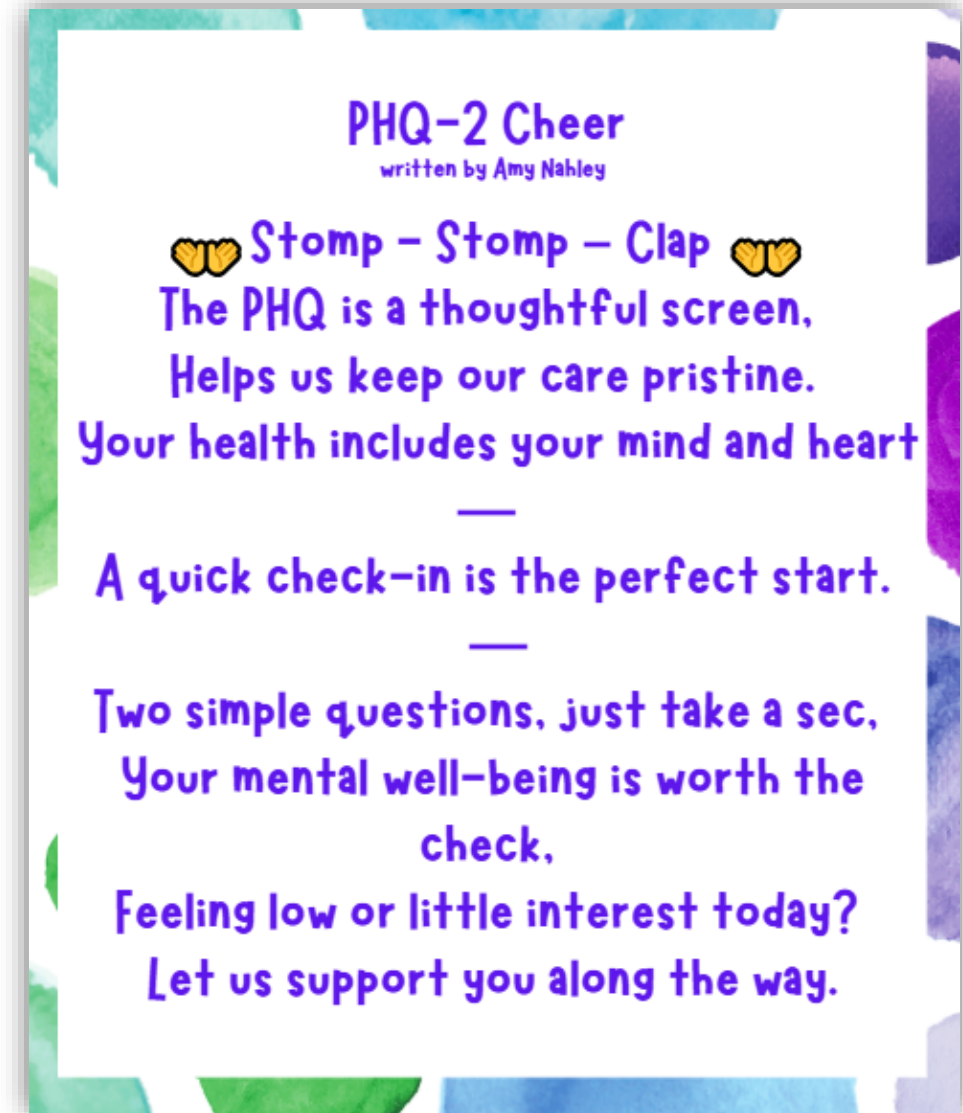 PHQ-2 Cheer
written by Amy Nahley
👐 Stomp - Stomp – Clap 👐
The PHQ is a thoughtful screen,
Helps us keep our care pristine.
Your health includes your mind and heart
—
A quick check-in is the perfect start.
—
Two simple questions, just take a sec,
Your mental well-being is worth the
check,
Feeling low or little interest today?
Let us support you along the way.